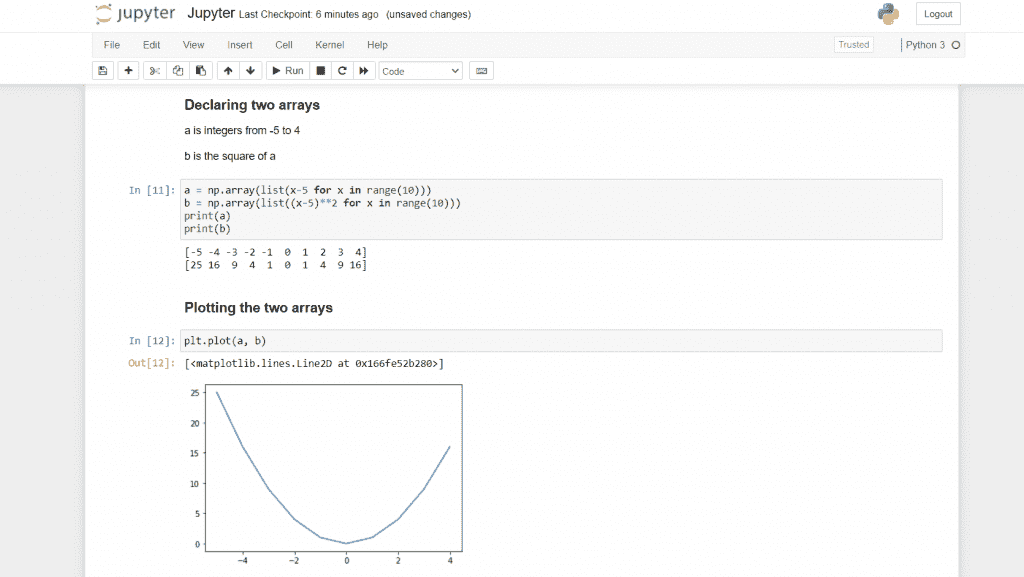 jupyter Jupyter Last Checkpoint: 6 minutes ago (unsaved changes) Logout
File Edit View Insert Cell Kernel Help Trusted Python 3
Run Code
Declaring two arrays
a is Integers from -5 to 4
b is the square of a
In [11]: a = np.array(list(x-5 for x in range(10)))
b = np.array(list((x-5)**2 for x in range(10)))
print(a)
print(b)
[-5 -4 -3 -2 -1 0 1 2 3 4]
[25 16 9 4 1 0 1 4 9 16]
Plotting the two arrays
In [12]: plt.plot(a, b)
Out[12]: [<matplotlib.lines.Line2D at 0x166fe52b280>]
25
20
15
10
5
0
−4 −2 0 2 4